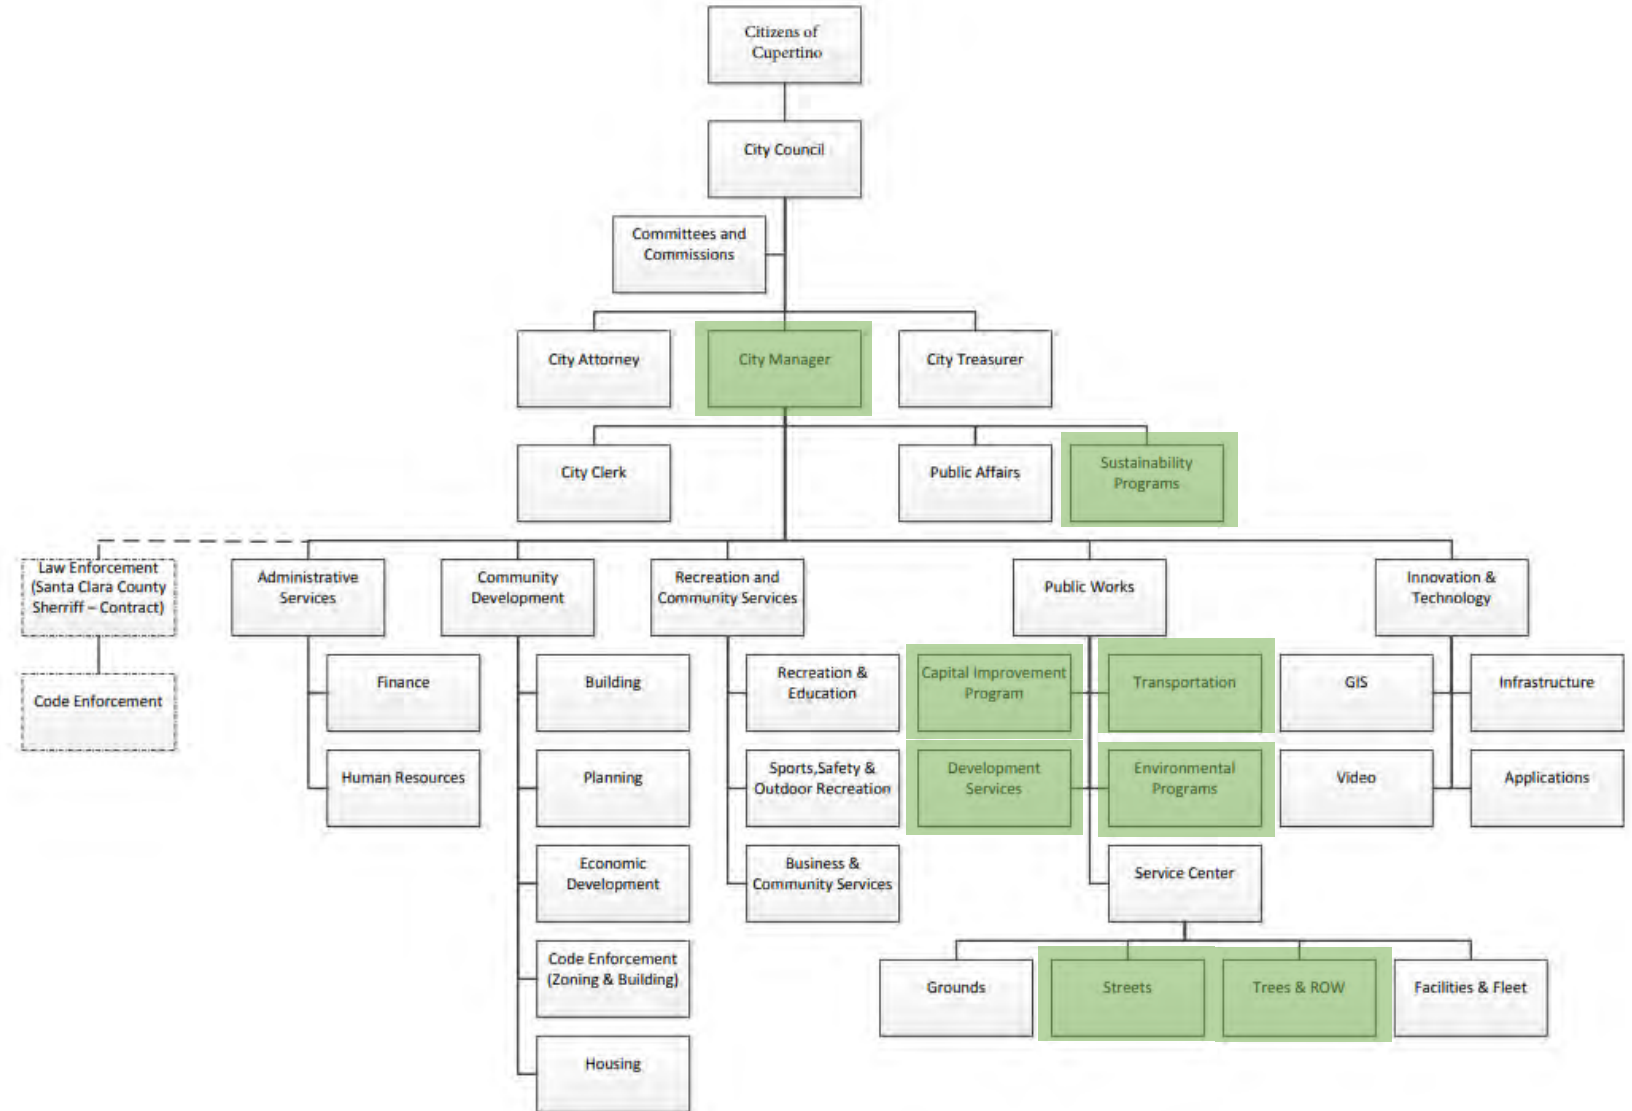 Citizens of
Cupertino
City Council
Committees and
Commissions
City Attorney
City Manager
City Treasurer
City Clerk
Public Affairs
Sustainability
Programs
Law Enforcement
(Santa Clara County
Sherriff – Contract)
Administrative
Services
Community
Development
Recreation and
Community Services
Public Works
Innovation &
Technology
Code Enforcement
Finance
Building
Recreation &
Education
Capital Improvement
Program
Transportation
GIS
Infrastructure
Human Resources
Planning
Sports,Safety &
Outdoor Recreation
Development
Services
Environmental
Programs
Video
Applications
Economic
Development
Business &
Community Services
Service Center
Code Enforcement
(Zoning & Building)
Grounds
Streets
Trees & ROW
Facilities & Fleet
Housing